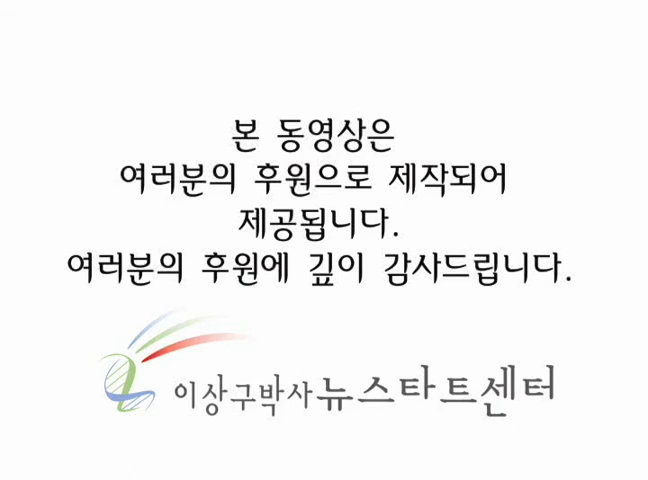 본 동영상은
여러분의 후원으로 제작되어
제공됩니다.
여러분의 후원에 깊이 감사드립니다.
이상구박사뉴스타트센터